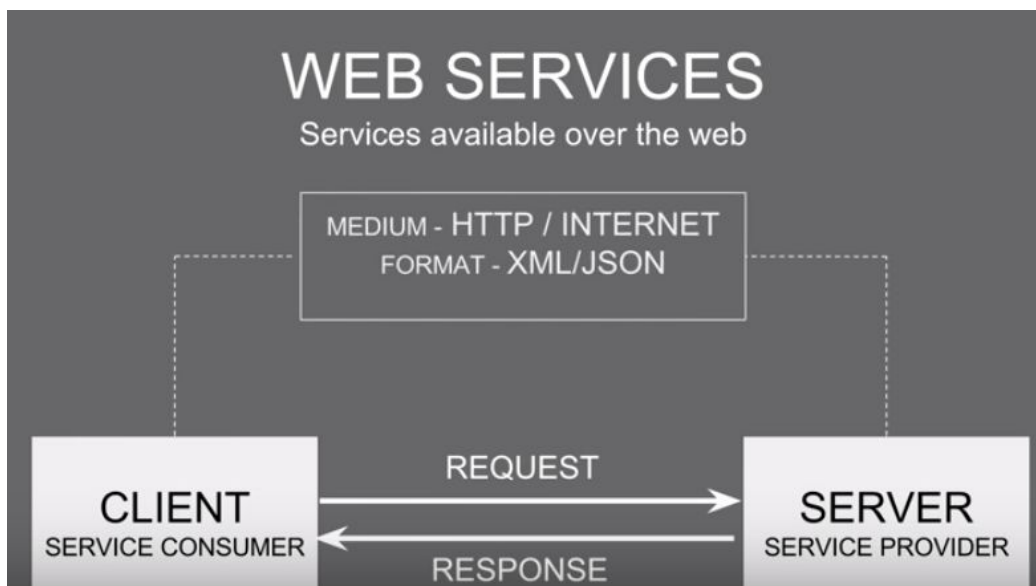 WEB SERVICES
Services available over the web
MEDIUM - HTTP / INTERNET
FORMAT - XML/JSON
REQUEST
CLIENT
SERVICE CONSUMER
SERVER
SERVICE PROVIDER
RESPONSE